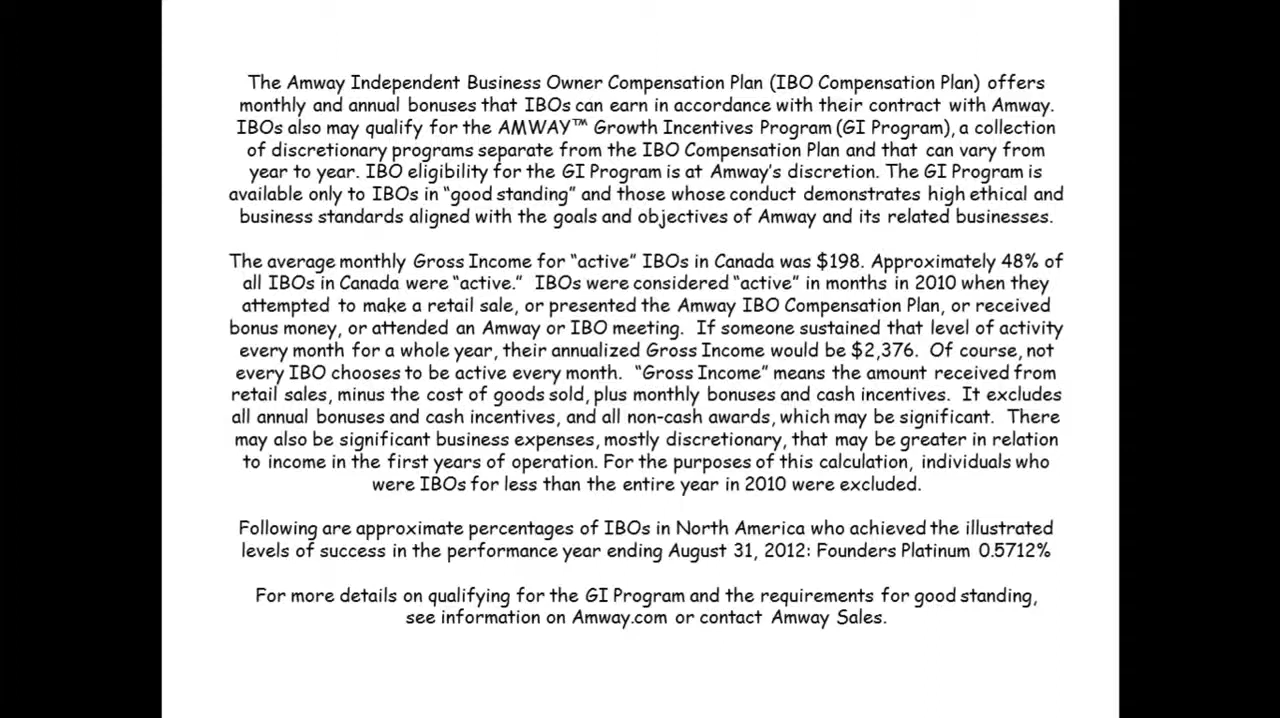 The Amway Independent Business Owner Compensation Plan (IBO Compensation Plan) offers
monthly and annual bonuses that IBOs can earn in accordance with their contract with Amway.
IBOs also may qualify for the AMWAY™ Growth Incentives Program (GI Program), a collection
of discretionary programs separate from the IBO Compensation Plan and that can vary from
year to year. IBO eligibility for the GI Program is at Amway's discretion. The GI Program is
available only to IBOs in “good standing” and those whose conduct demonstrates high ethical and
business standards aligned with the goals and objectives of Amway and its related businesses.
The average monthly Gross Income for “active” IBOs in Canada was $198. Approximately 48% of
all IBOs in Canada were “active.” IBOs were considered “active” in months in 2010 when they
attempted to make a retail sale, or presented the Amway IBO Compensation Plan, or received
bonus money, or attended an Amway or IBO meeting. If someone sustained that level of activity
every month for a whole year, their annualized Gross Income would be $2,376. Of course, not
every IBO chooses to be active every month. “Gross Income” means the amount received from
retail sales, minus the cost of goods sold, plus monthly bonuses and cash incentives. It excludes
all annual bonuses and cash incentives, and all non-cash awards, which may be significant. There
may also be significant business expenses, mostly discretionary, that may be greater in relation
to income in the first years of operation. For the purposes of this calculation, individuals who
were IBOs for less than the entire year in 2010 were excluded.
Following are approximate percentages of IBOs in North America who achieved the illustrated
levels of success in the performance year ending August 31, 2012: Founders Platinum 0.5712%
For more details on qualifying for the GI Program and the requirements for good standing,
see information on Amway.com or contact Amway Sales.